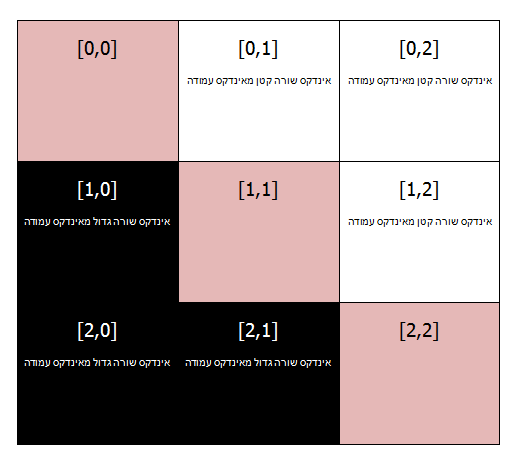 [0,0]
[0,1]
אינדקס שורה קטן מאינדקס עמודה
[0,2]
אינדקס שורה קטן מאינדקס עמודה
[1,0]
אינדקס שורה גדול מאינדקס עמודה
[1,1]
[1,2]
אינדקס שורה קטן מאינדקס עמודה
[2,0]
אינדקס שורה גדול מאינדקס עמודה
[2,1]
אינדקס שורה גדול מאינדקס עמודה
[2,2]